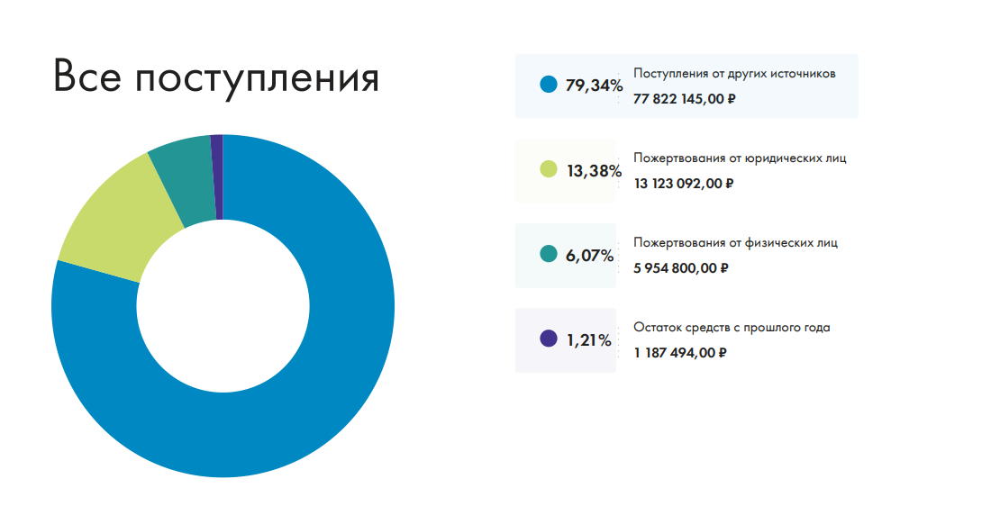 Все поступления
79,34%
Поступления от других источников
77 822 145,00 ₽
13,38%
Пожертвования от юридических лиц
13 123 092,00 ₽
6,07%
Пожертвования от физических лиц
5 954 800,00 ₽
1,21%
Остаток средств с прошлого года
1 187 494,00 ₽